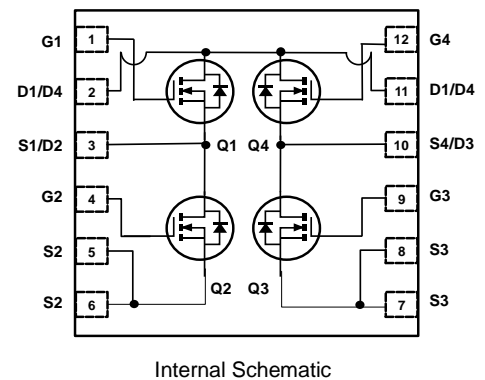 G1 1 12 G4
D1/D4 2 11 D1/D4
S1/D2 3 Q1 Q4 10 S4/D3
G2 4 9 G3
S2 5 8 S3
Q2 Q3
S2 6 7 S3
Internal Schematic